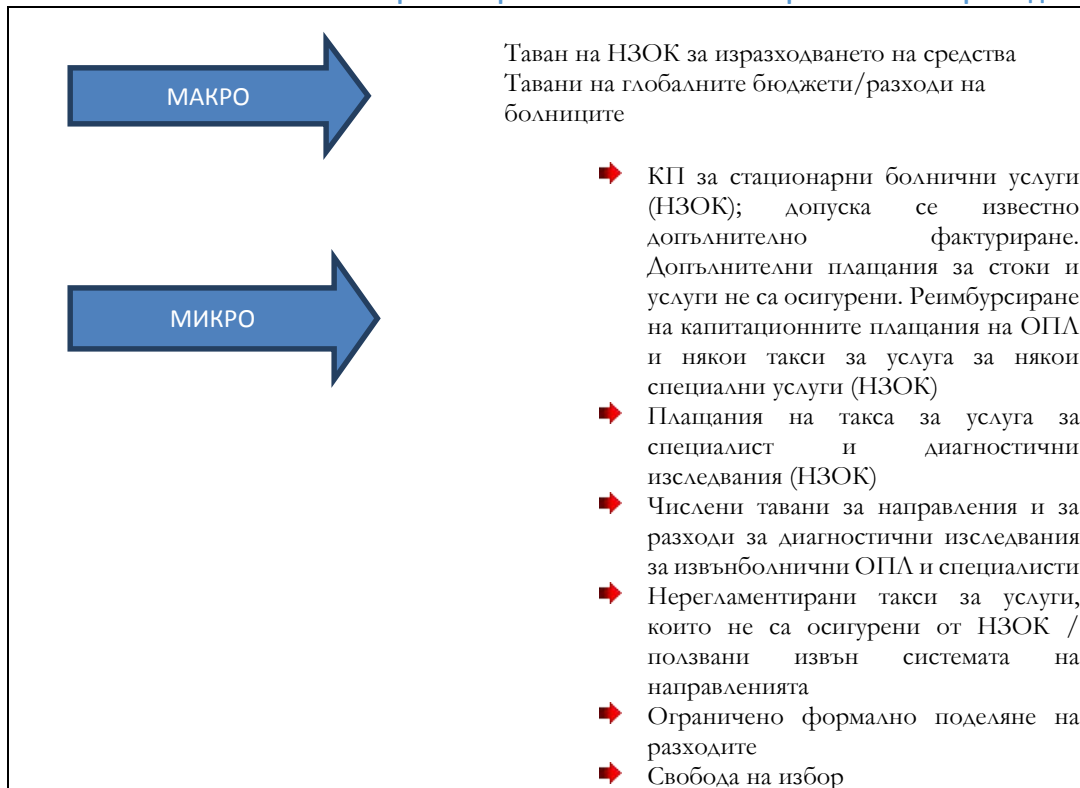 МАКРО
Таван на НЗОК за изразходването на средства
Тавани на глобалните бюджети/разходи на
болниците
МИКРО
КП за стационарни болнични услуги
(НЗОК); допуска се известно
допълнително фактуриране.
Допълнителни плащания за стоки и
услуги не са осигурени. Реимбурсиране
на капитационните плащания на ОПЛ
и някои такси за услуга за някои
специални услуги (НЗОК)
Плащания на такса за услуга за
специалист и диагностични
изследвания (НЗОК)
Числени тавани за направления и за
разходи за диагностични изследвания
за извънболнични ОПЛ и специалисти
Нерегламентирани такси за услуги,
които не са осигурени от НЗОК /
ползвани извън системата на
направленията
Ограничено формално поделяне на
разходите
Свобода на избор